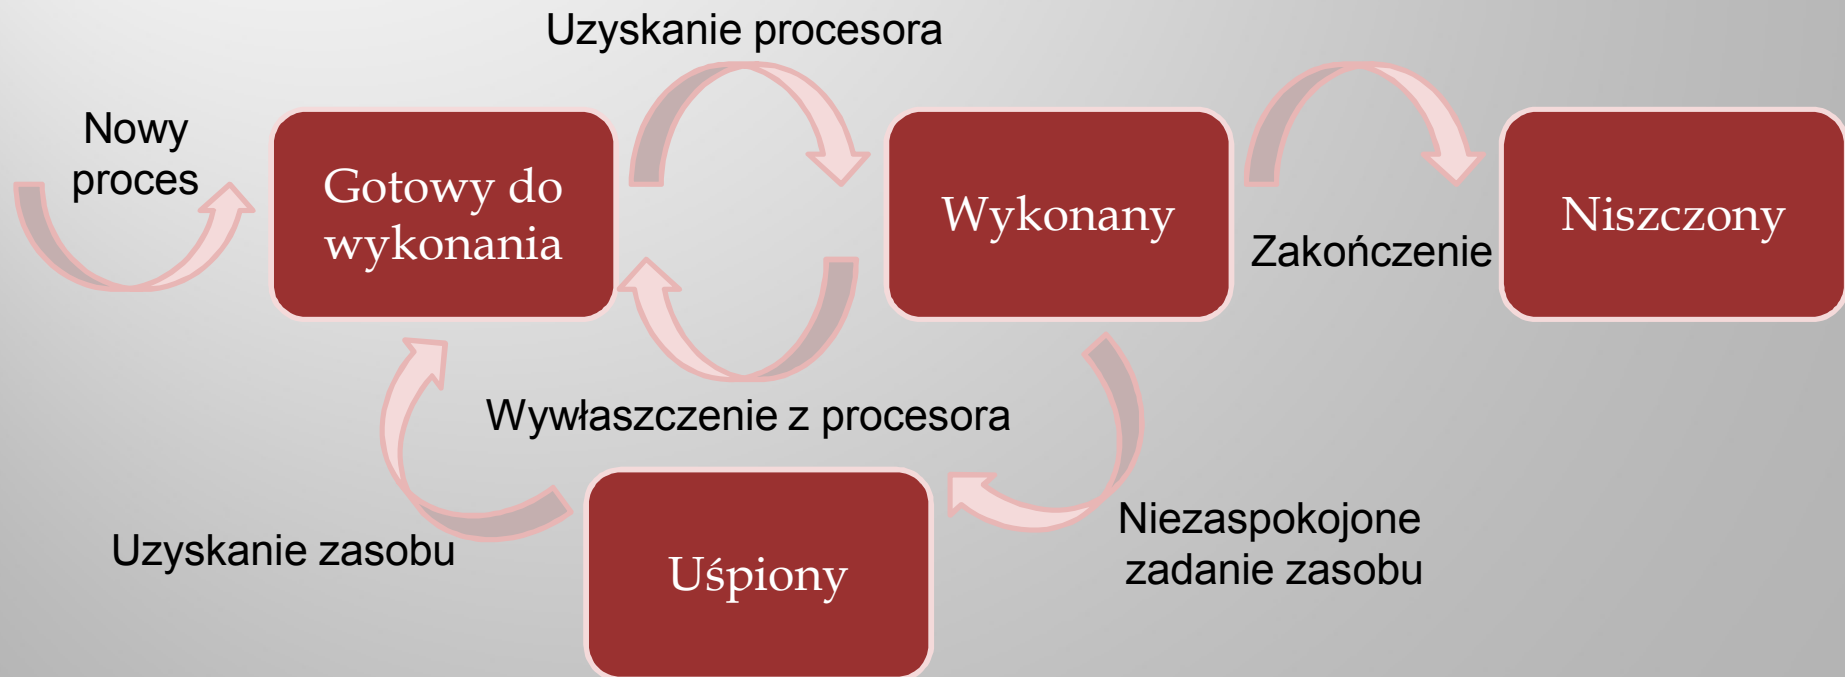 Uzyskanie procesora
Nowy
proces
Gotowy do
wykonania
Wykonany
Zakończenie
Niszczony
Wywłaszczenie z procesora
Uzyskanie zasobu
Uśpiony
Niezaspokojone
zadanie zasobu